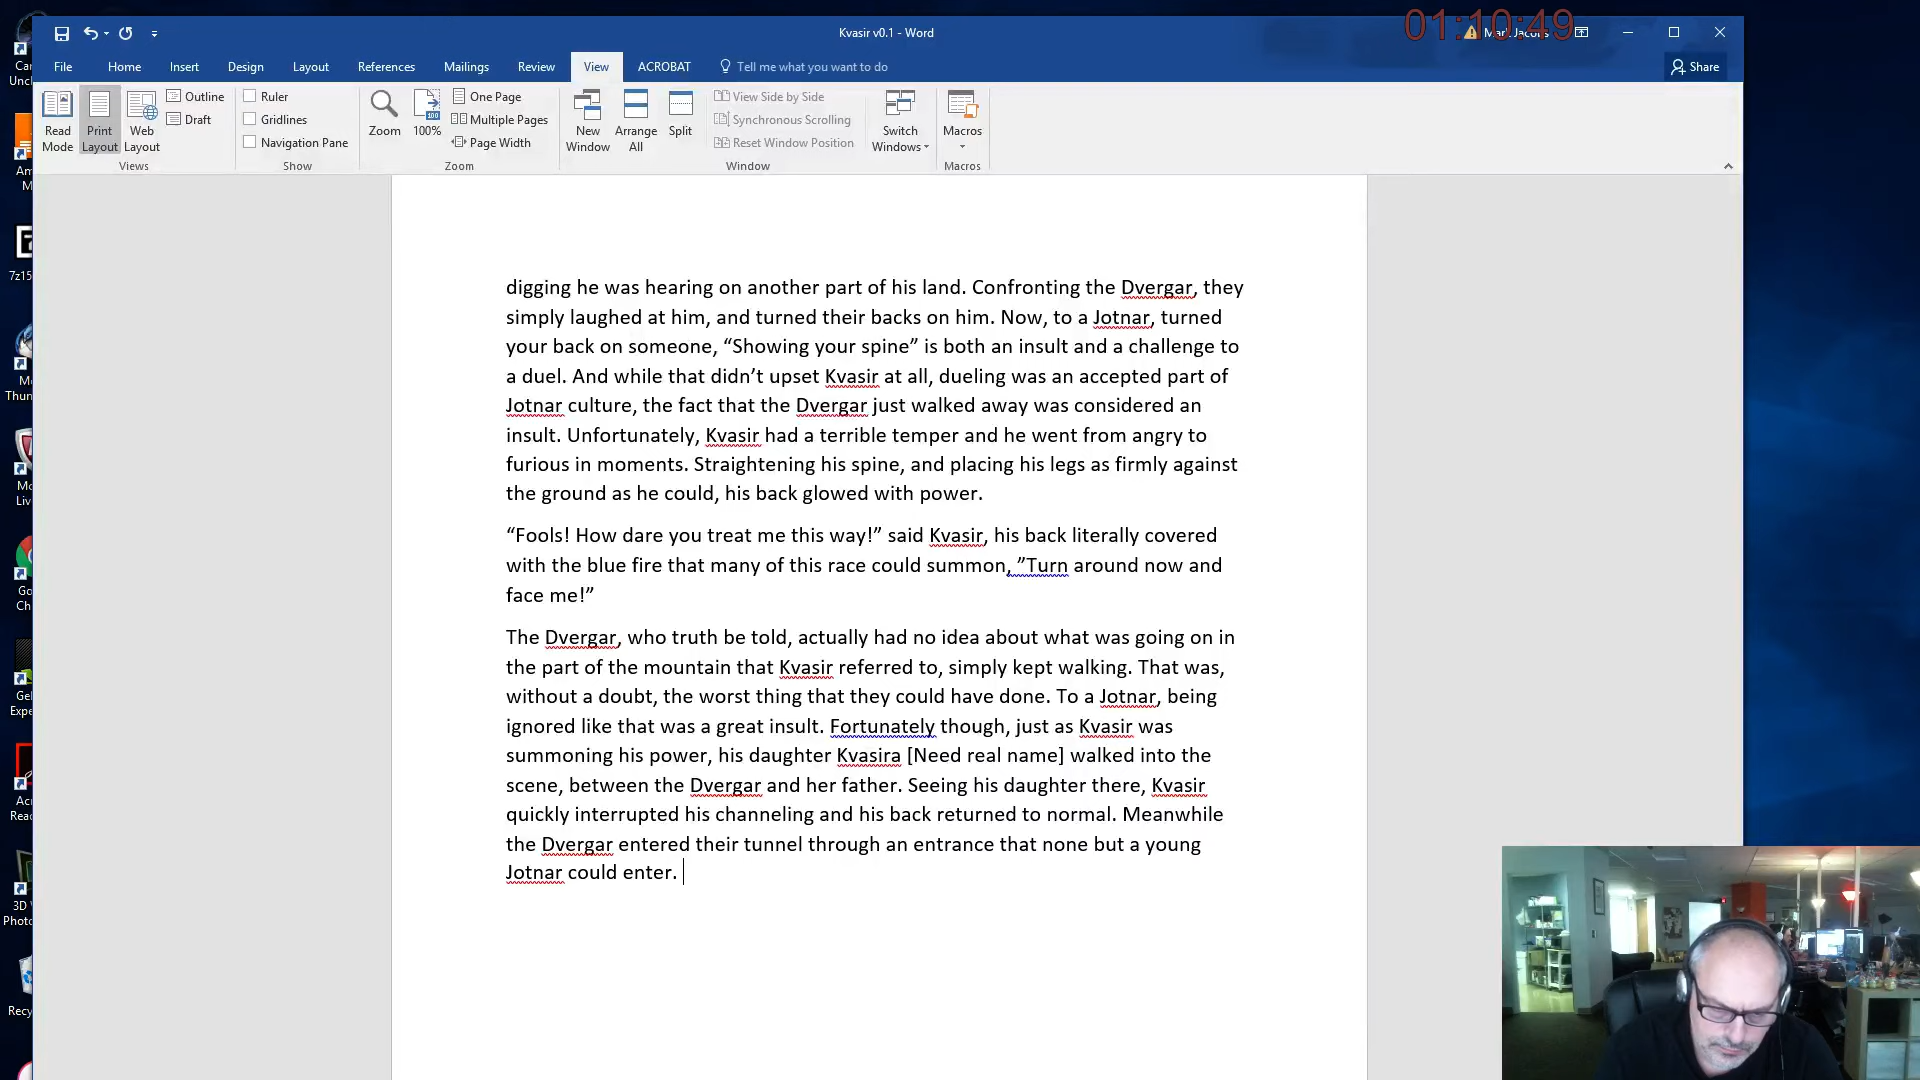 01:10:49
Kvasir v0.1 - Word
File Home Insert Design Layout References Mailings Review View ACROBAT Tell me what you want to do Share
Read Mode
Print Layout
Web Layout
Outline
Draft
Views
Ruler
Gridlines
Navigation Pane
Show
Zoom
100%
One Page
Multiple Pages
Page Width
Zoom
New Window
Arrange All
Split
View Side by Side
Synchronous Scrolling
Reset Window Position
Window
Switch Windows
Macros
Macros
digging he was hearing on another part of his land. Confronting the Dvergar, they
simply laughed at him, and turned their backs on him. Now, to a Jotnar, turned
your back on someone, “Showing your spine” is both an insult and a challenge to
a duel. And while that didn’t upset Kvasir at all, dueling was an accepted part of
Jotnar culture, the fact that the Dvergar just walked away was considered an
insult. Unfortunately, Kvasir had a terrible temper and he went from angry to
furious in moments. Straightening his spine, and placing his legs as firmly against
the ground as he could, his back glowed with power.
“Fools! How dare you treat me this way!” said Kvasir, his back literally covered
with the blue fire that many of this race could summon, ”Turn around now and
face me!”
The Dvergar, who truth be told, actually had no idea about what was going on in
the part of the mountain that Kvasir referred to, simply kept walking. That was,
without a doubt, the worst thing that they could have done. To a Jotnar, being
ignored like that was a great insult. Fortunately though, just as Kvasir was
summoning his power, his daughter Kvasira [Need real name] walked into the
scene, between the Dvergar and her father. Seeing his daughter there, Kvasir
quickly interrupted his channeling and his back returned to normal. Meanwhile
the Dvergar entered their tunnel through an entrance that none but a young
Jotnar could enter.